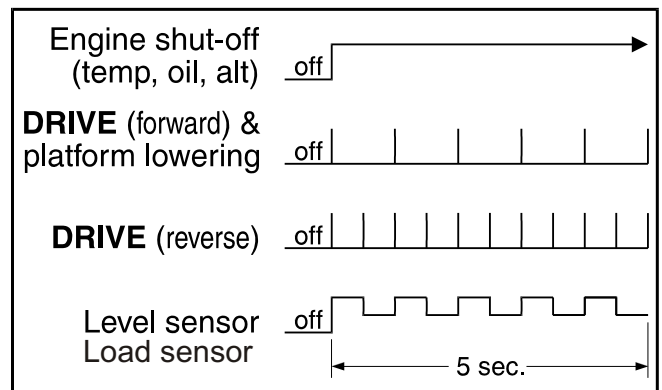 Engine shut-off
(temp, oil, alt) off
DRIVE (forward) &
platform lowering off
DRIVE (reverse) off
Level sensor off
Load sensor
5 sec.